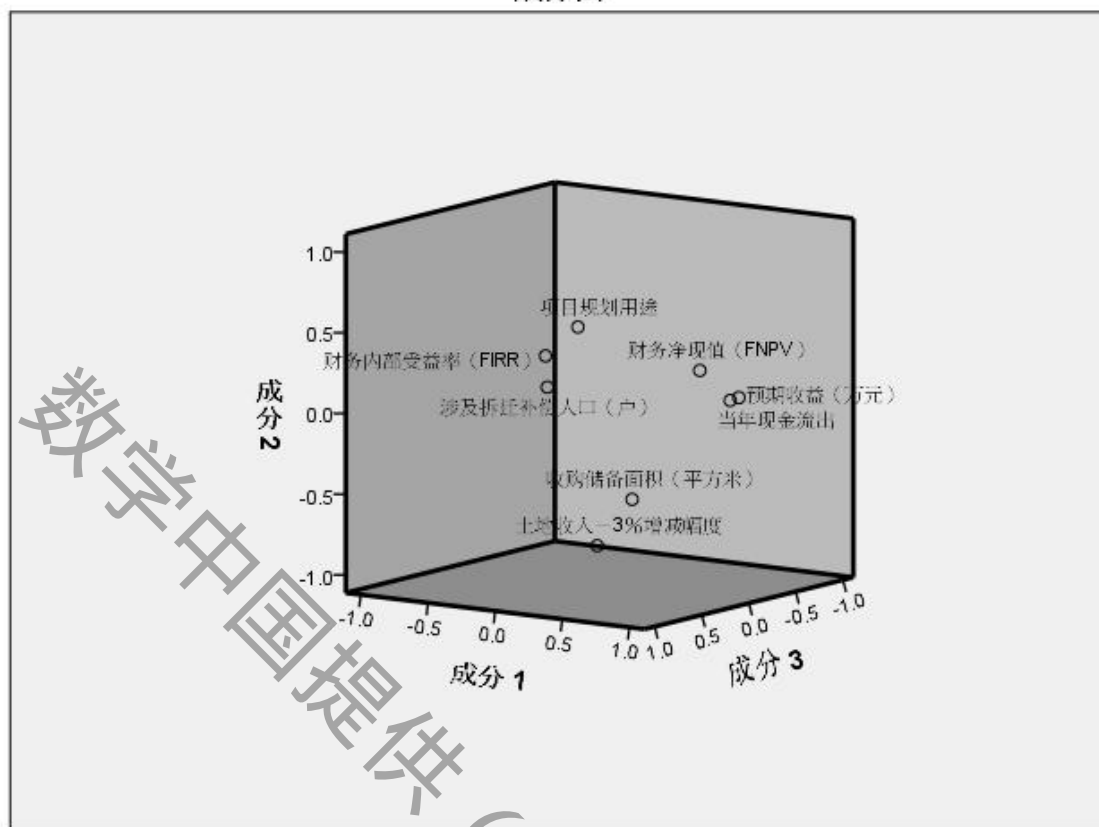 1.0
0.5
0.0
-0.5
-1.0
成分 2
项目规划用途
财务内部受益率（FIRR）
财务净现值（FNPV）
涉及拆迁补偿人口（户）
预期收益（万元）
当年现金流出
收购储备面积（平方米）
土地收入-3%增减幅度
-1.0
-0.5
0.0
0.5
1.0
成分 1
1.0
0.5
0.0
-0.5
-1.0
成分 3
数学中国提供（